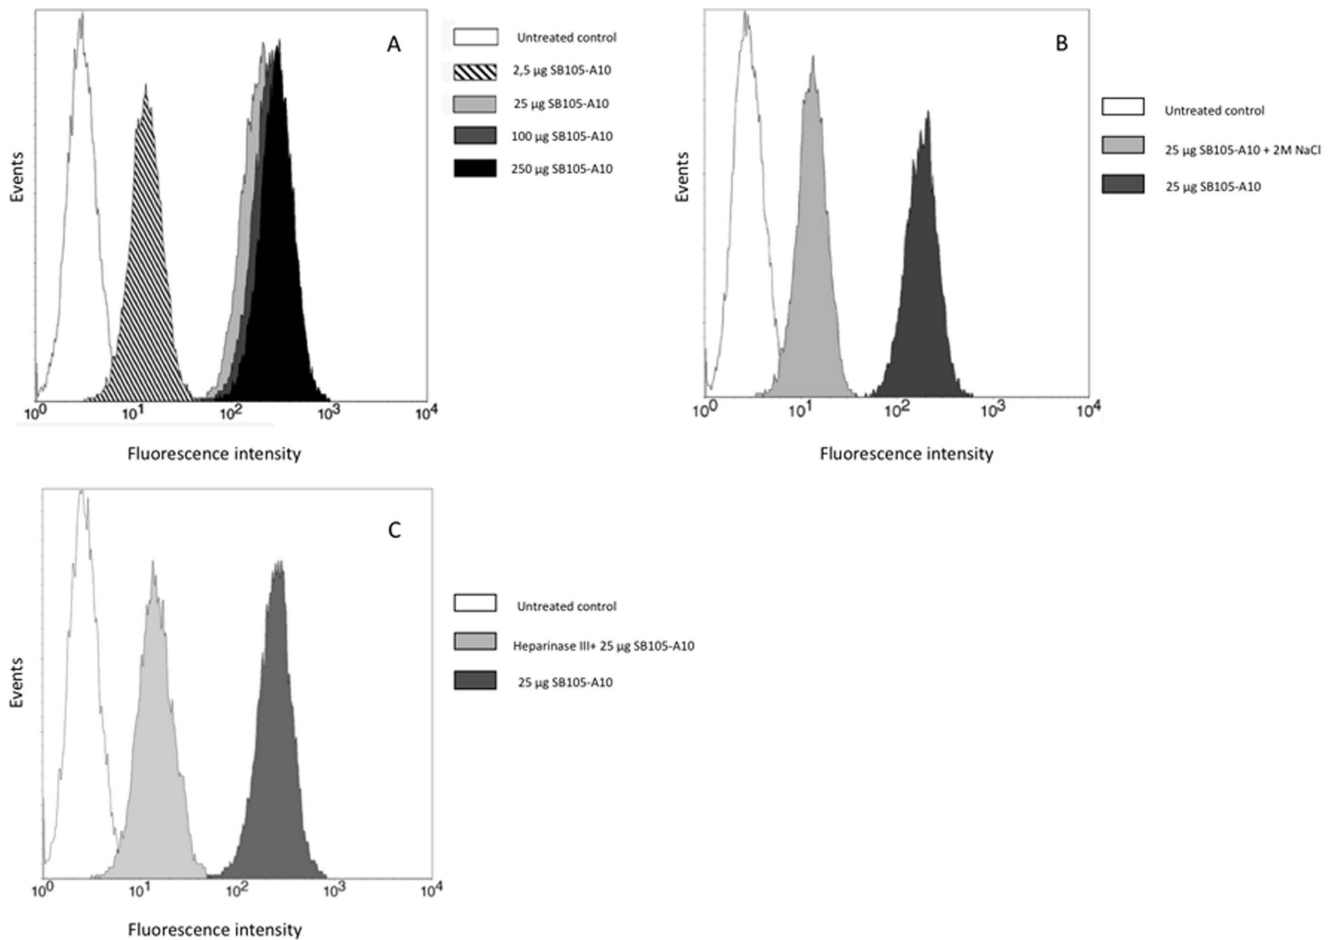 A
Events
10⁰ 10¹ 10² 10³ 10⁴
Fluorescence intensity
Untreated control
2,5 µg SB105-A10
25 µg SB105-A10
100 µg SB105-A10
250 µg SB105-A10
B
Events
10⁰ 10¹ 10² 10³ 10⁴
Fluorescence intensity
Untreated control
25 µg SB105-A10 + 2M NaCl
25 µg SB105-A10
C
Events
10⁰ 10¹ 10² 10³ 10⁴
Fluorescence intensity
Untreated control
Heparinase III+ 25 µg SB105-A10
25 µg SB105-A10